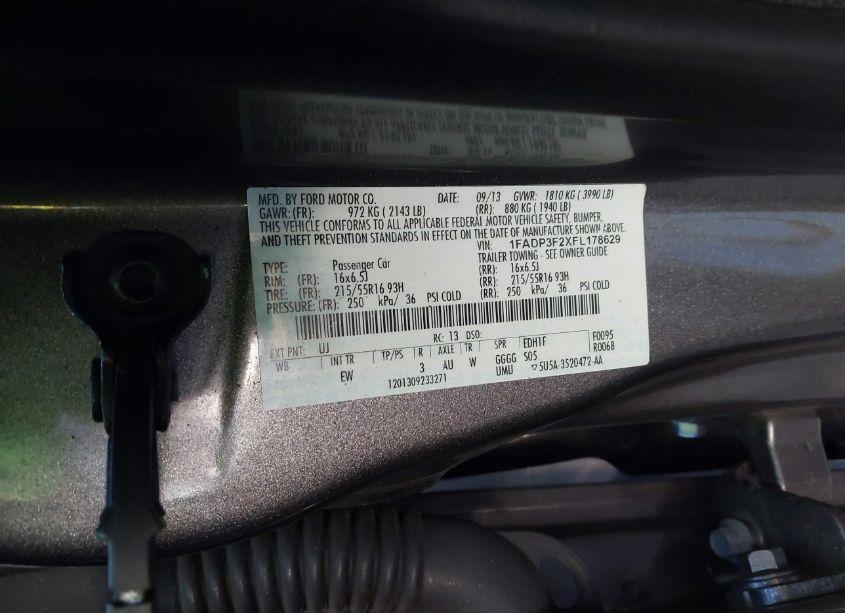 MFD. BY FORD MOTOR CO. DATE: 09/13 GVWR: 1810 KG ( 3990 LB)
GAWR: (FR): 972 KG ( 2143 LB) (RR): 880 KG ( 1940 LB)
THIS VEHICLE CONFORMS TO ALL APPLICABLE FEDERAL MOTOR VEHICLE SAFETY, BUMPER,
AND THEFT PREVENTION STANDARDS IN EFFECT ON THE DATE OF MANUFACTURE SHOWN ABOVE.
VIN: 1FADP3F2XFL178629
TYPE: Passenger Car TRAILER TOWING - SEE OWNER GUIDE
RIM: (FR): 16x6.5J (RR): 16x6.5J
TIRE: (FR): 215/55R16 93H (RR): 215/55R16 93H
PRESSURE: (FR): 250 kPa/ 36 PSI COLD (RR): 250 kPa/ 36 PSI COLD
EXT PNT: UJ RC: 13 DSO: F0095
WB INT TR TP/PS R AXLE TR SPR EDH1F R0068
EW 3 AU W GGGG S05
UMU ▽5U5A-3520472-AA
1201309233271